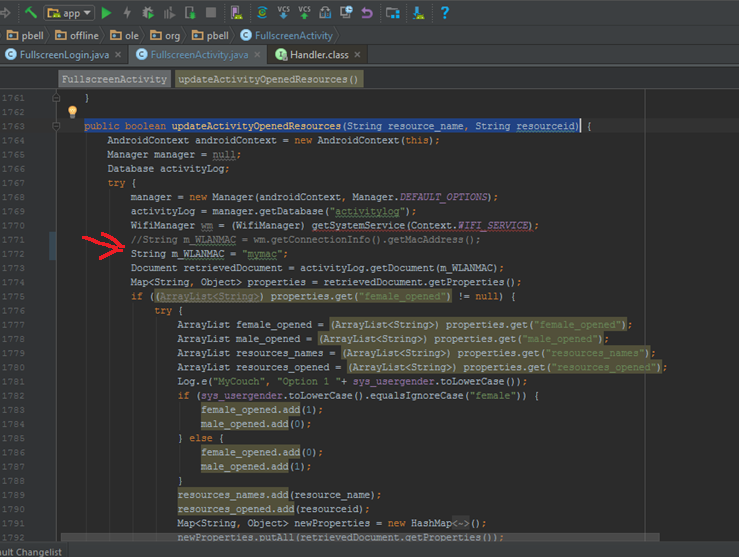 app
VCS VCS
pbell offline ole org pbell FullscreenActivity
FullscreenLogin.java FullscreenActivity.java Handler.class
FullscreenActivity updateActivityOpenedResources()
1761 }
1762
1763 public boolean updateActivityOpenedResources(String resource_name, String resourceid) {
1764 AndroidContext androidContext = new AndroidContext(this);
1765 Manager manager = null;
1766 Database activityLog;
1767 try {
1768 manager = new Manager(androidContext, Manager.DEFAULT_OPTIONS);
1769 activityLog = manager.getDatabase("activitylog");
1770 WifiManager wm = (WifiManager) getSystemService(Context.WIFI_SERVICE);
1771 //String m_WLANMAC = wm.getConnectionInfo().getMacAddress();
1772 String m_WLANMAC = "mymac";
1773 Document retrievedDocument = activityLog.getDocument(m_WLANMAC);
1774 Map<String, Object> properties = retrievedDocument.getProperties();
1775 if ((ArrayList<String>) properties.get("female_opened") != null) {
1776 try {
1777 ArrayList female_opened = (ArrayList<String>) properties.get("female_opened");
1778 ArrayList male_opened = (ArrayList<String>) properties.get("male_opened");
1779 ArrayList resources_names = (ArrayList<String>) properties.get("resources_names");
1780 ArrayList resources_opened = (ArrayList<String>) properties.get("resources_opened");
1781 Log.e("MyCouch", "Option 1 "+ sys_usergender.toLowerCase());
1782 if (sys_usergender.toLowerCase().equalsIgnoreCase("female")) {
1783 female_opened.add(1);
1784 male_opened.add(0);
1785 } else {
1786 female_opened.add(0);
1787 male_opened.add(1);
1788 }
1789 resources_names.add(resource_name);
1790 resources_opened.add(resourceid);
1791 Map<String, Object> newProperties = new HashMap<~>();
1792 newProperties.putAll(retrievedDocument.getProperties());
ault Changelist